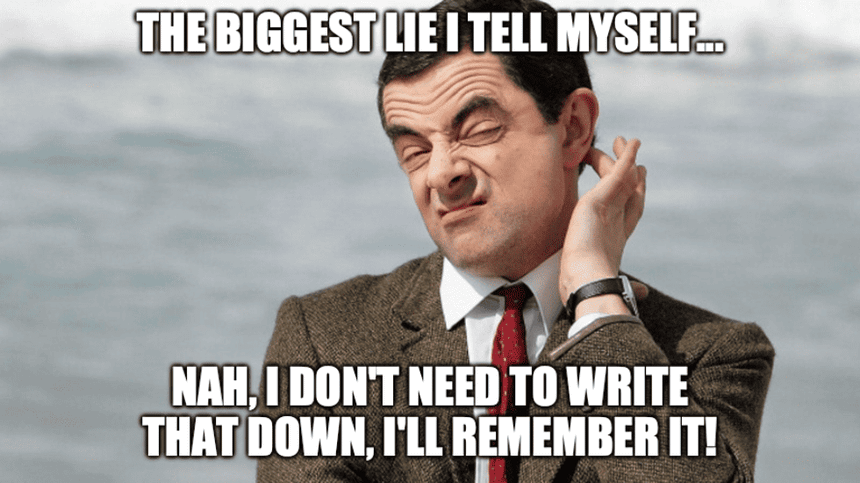 THE BIGGEST LIE I TELL MYSELF...
NAH, I DON'T NEED TO WRITE
THAT DOWN, I'LL REMEMBER IT!